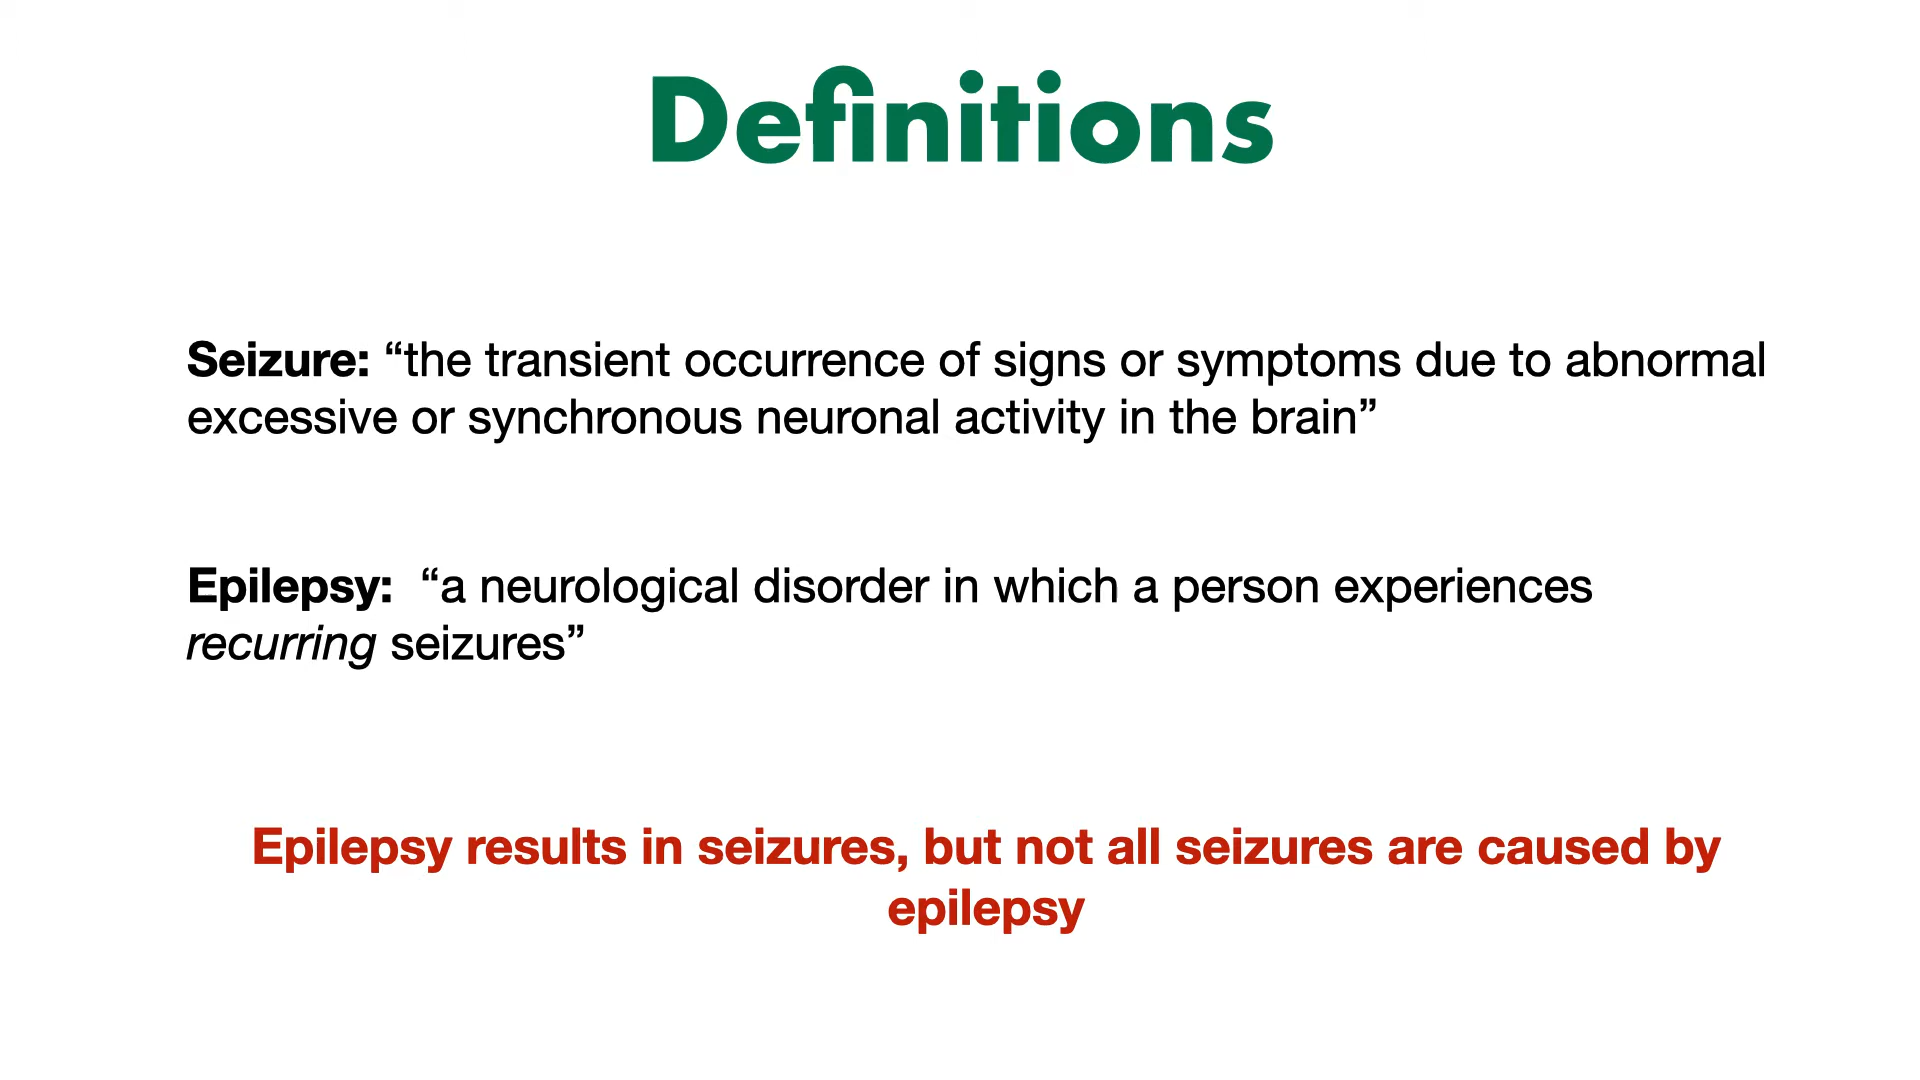 Definitions
Seizure: “the transient occurrence of signs or symptoms due to abnormal
excessive or synchronous neuronal activity in the brain”
Epilepsy:  “a neurological disorder in which a person experiences
recurring seizures”
Epilepsy results in seizures, but not all seizures are caused by
epilepsy